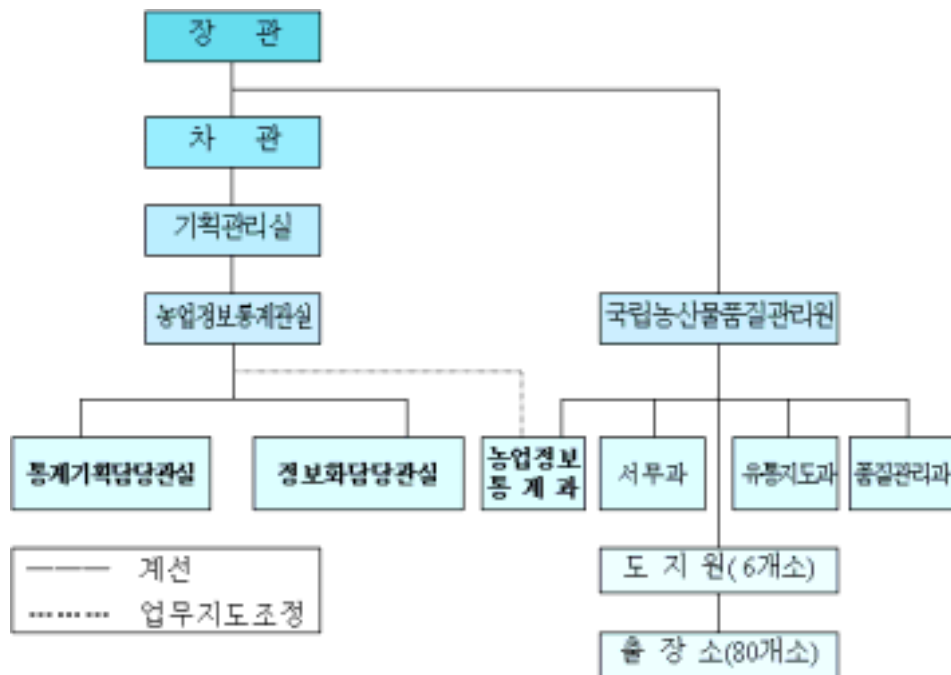 장 관
차 관
기획관리실
농업정보통계관실
국립농산물품질관리원
통계기획담당관실
정보화담당관실
농업정보
통 계 과
서무과
유통지도과
품질관리과
계선
업무지도조정
도 지 원( 6개소)
출 장 소(80개소)